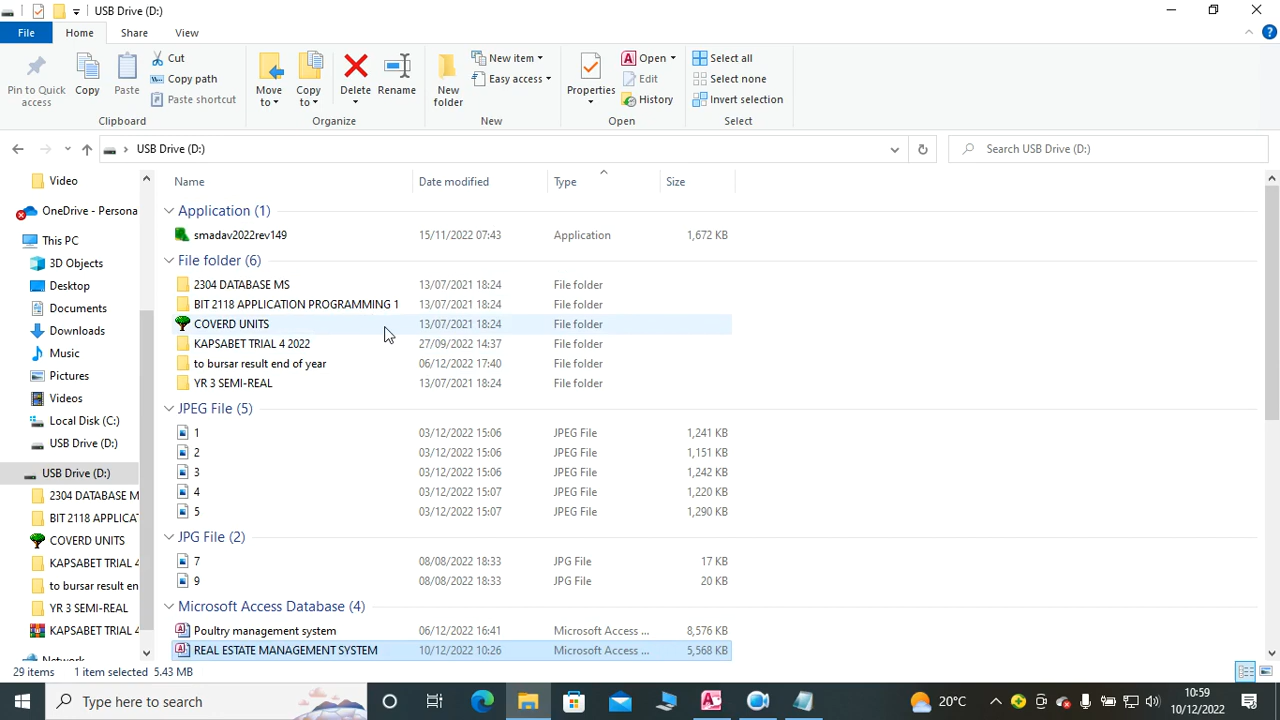 USB Drive (D:)
File Home Share View
Pin to Quick access
Copy
Paste
Cut
Copy path
Paste shortcut
Clipboard
Move to
Copy to
Delete
Rename
Organize
New folder
New item
Easy access
New
Properties
Open
Edit
History
Open
Select all
Select none
Invert selection
Select
USB Drive (D:)
Search USB Drive (D:)
Video
OneDrive - Persona
This PC
3D Objects
Desktop
Documents
Downloads
Music
Pictures
Videos
Local Disk (C:)
USB Drive (D:)
USB Drive (D:)
2304 DATABASE M
BIT 2118 APPLICA
COVERD UNITS
KAPSABET TRIAL 4
to bursar result en
YR 3 SEMI-REAL
KAPSABET TRIAL 4
Name Date modified Type Size
Application (1)
smadav2022rev149 15/11/2022 07:43 Application 1,672 KB
File folder (6)
2304 DATABASE MS 13/07/2021 18:24 File folder
BIT 2118 APPLICATION PROGRAMMING 1 13/07/2021 18:24 File folder
COVERD UNITS 13/07/2021 18:24 File folder
KAPSABET TRIAL 4 2022 27/09/2022 14:37 File folder
to bursar result end of year 06/12/2022 17:40 File folder
YR 3 SEMI-REAL 13/07/2021 18:24 File folder
JPEG File (5)
1 03/12/2022 15:06 JPEG File 1,241 KB
2 03/12/2022 15:06 JPEG File 1,151 KB
3 03/12/2022 15:06 JPEG File 1,242 KB
4 03/12/2022 15:07 JPEG File 1,220 KB
5 03/12/2022 15:07 JPEG File 1,290 KB
JPG File (2)
7 08/08/2022 18:33 JPG File 17 KB
9 08/08/2022 18:33 JPG File 20 KB
Microsoft Access Database (4)
Poultry management system 06/12/2022 16:41 Microsoft Access ... 8,576 KB
REAL ESTATE MANAGEMENT SYSTEM 10/12/2022 10:26 Microsoft Access ... 5,568 KB
29 items 1 item selected 5.43 MB
Type here to search
20°C
10:59
10/12/2022